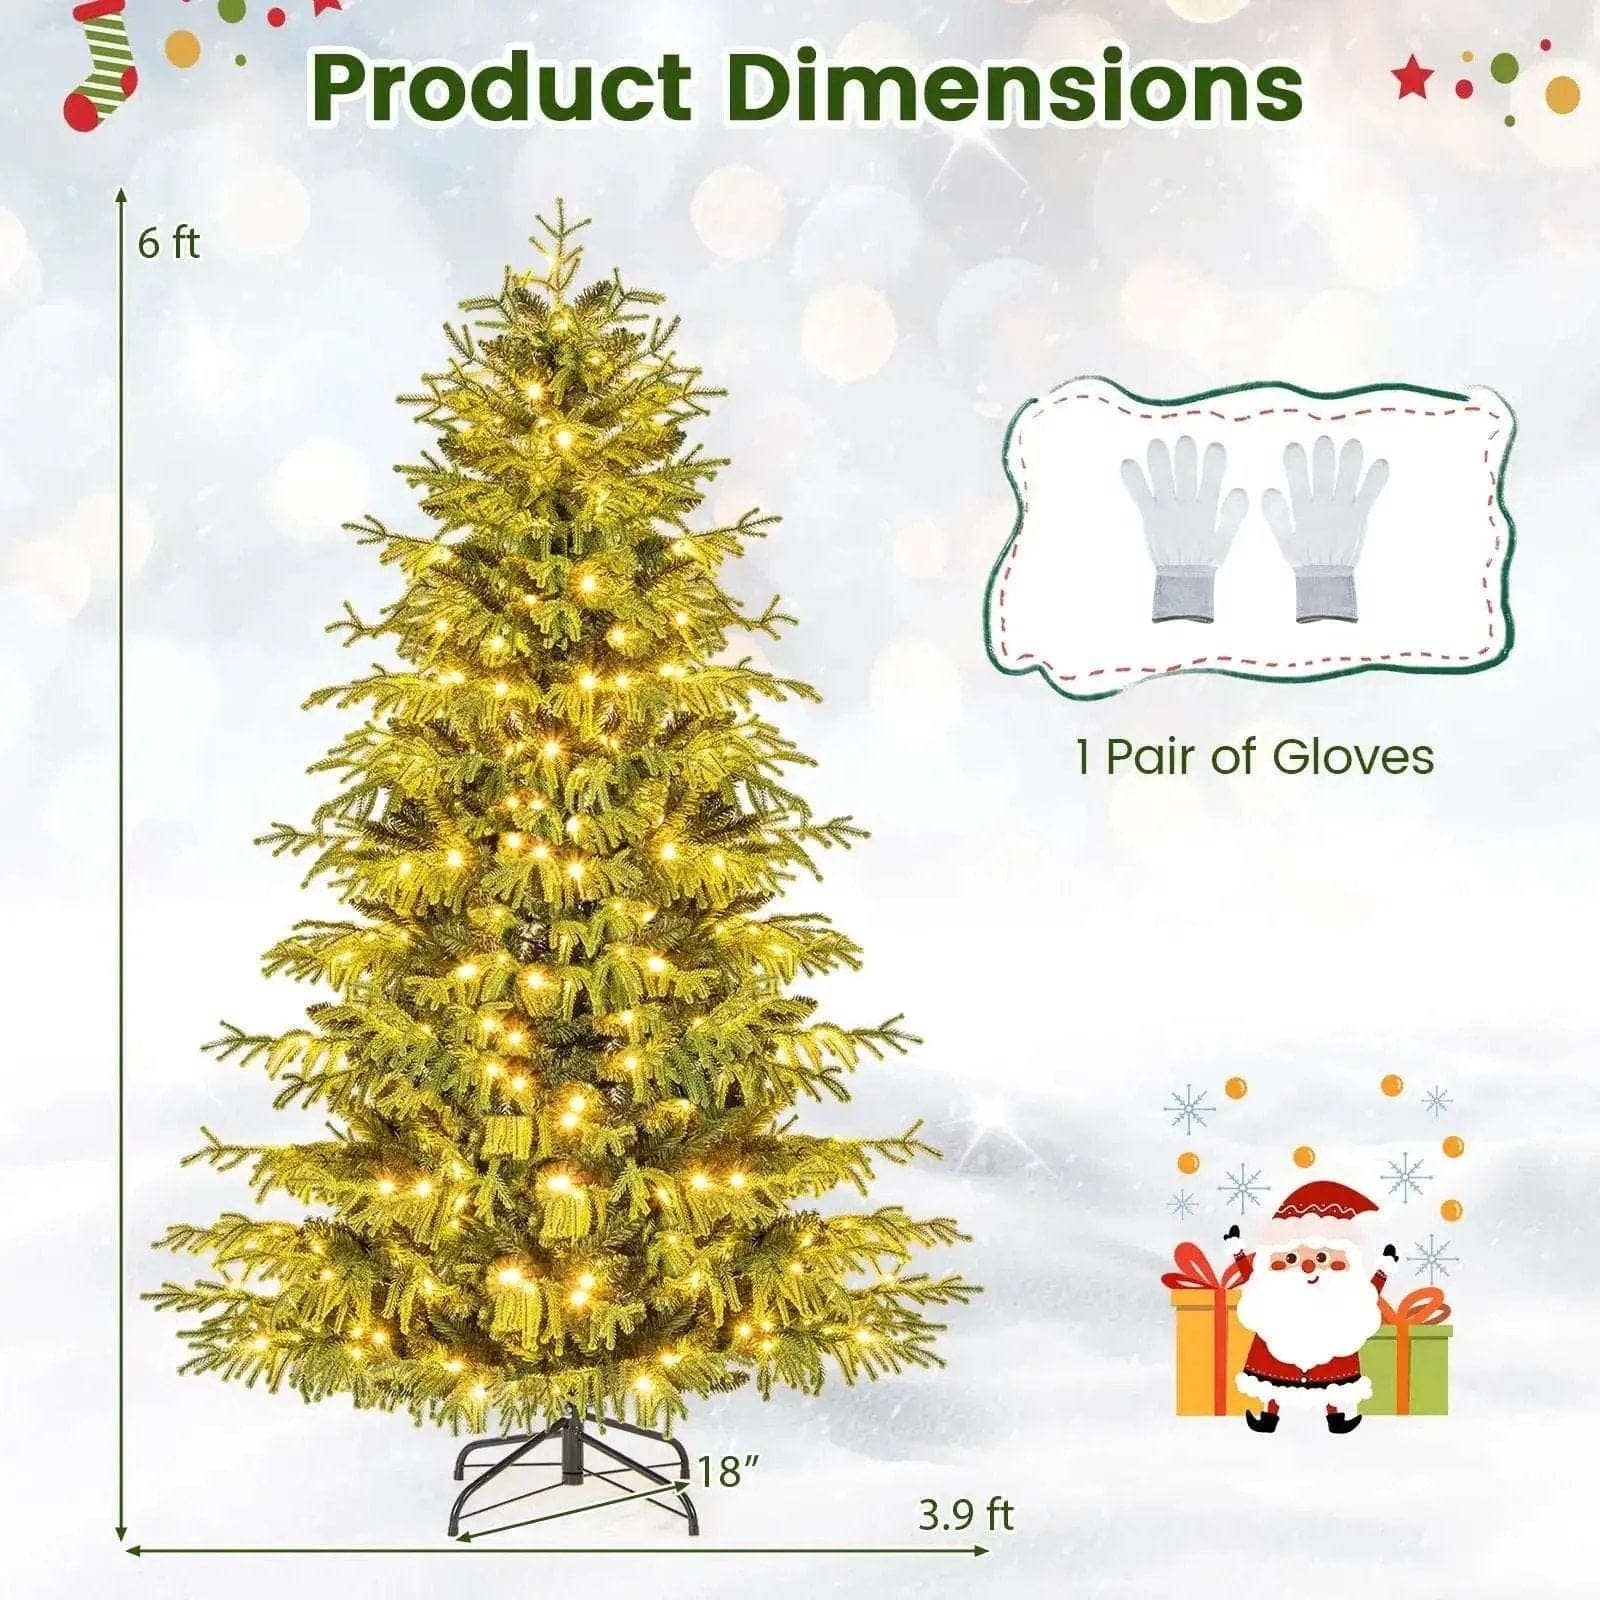 Product Dimensions
6 ft
1 Pair of Gloves
18”
3.9 ft